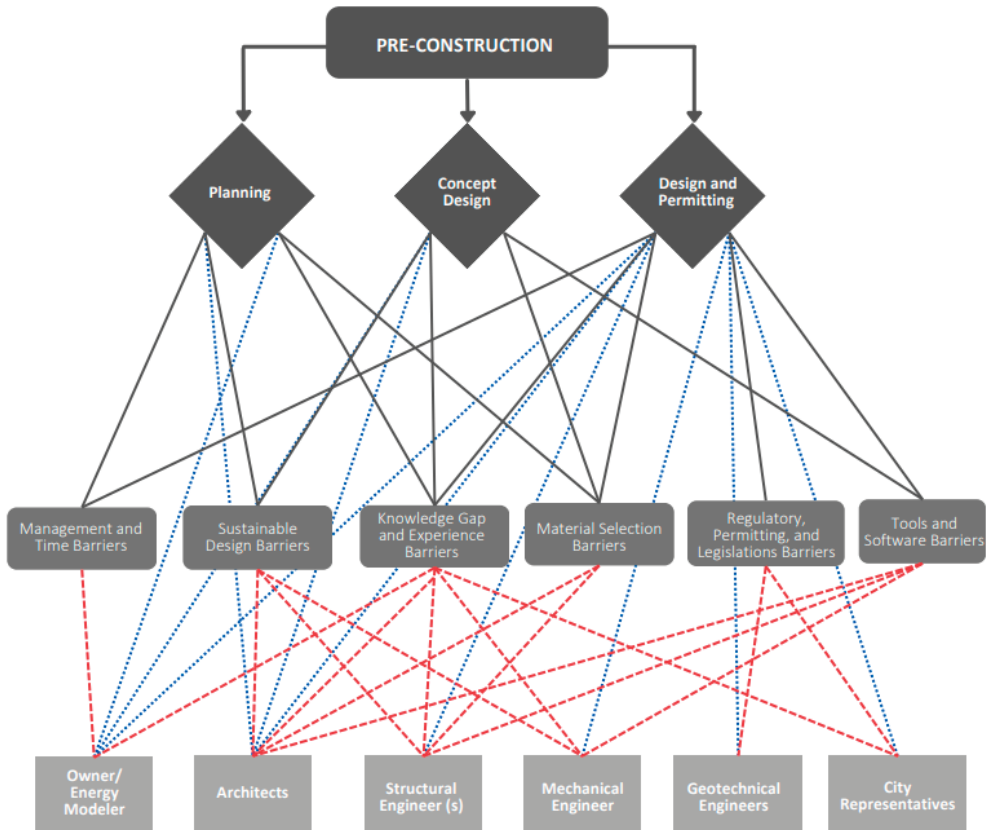 PRE-CONSTRUCTION
Planning
Concept
Design
Design and
Permitting
Management and
Time Barriers
Sustainable
Design Barriers
Knowledge Gap
and Experience
Barriers
Material Selection
Barriers
Regulatory,
Permitting, and
Legislations Barriers
Tools and
Software Barriers
Owner/
Energy
Modeler
Architects
Structural
Engineer (s)
Mechanical
Engineer
Geotechnical
Engineers
City
Representatives